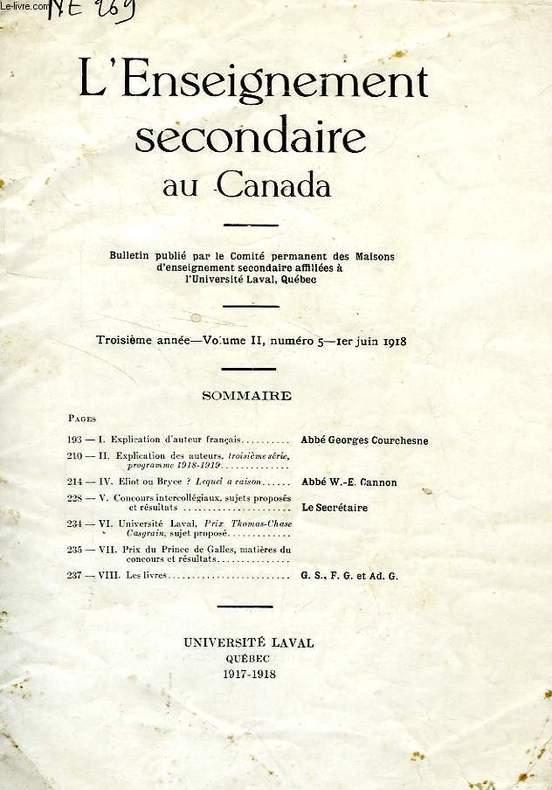 Le-livre.com
NE 269
L'Enseignement
secondaire
au Canada
Bulletin publié par le Comité permanent des Maisons
d'enseignement secondaire affiliées à
l'Université Laval, Québec
Troisième année—Volume II, numéro 5—1er juin 1918
SOMMAIRE
PAGES
193 — I. Explication d'auteur français.......... Abbé Georges Courchesne
210 — II. Explication des auteurs, troisième série,
programme 1918-1919..............
214 — IV. Eliot ou Bryce ? Lequel a raison...... Abbé W.-E. Cannon
228 — V. Concours intercollégiaux, sujets proposés
et résultats .................... Le Secrétaire
234 — VI. Université Laval, Prix Thomas-Chase
Casgrain, sujet proposé.............
235 — VII. Prix du Prince de Galles, matières du
concours et résultats...............
237 — VIII. Les livres......................... G. S., F. G. et Ad. G.
UNIVERSITÉ LAVAL
QUÉBEC
1917-1918